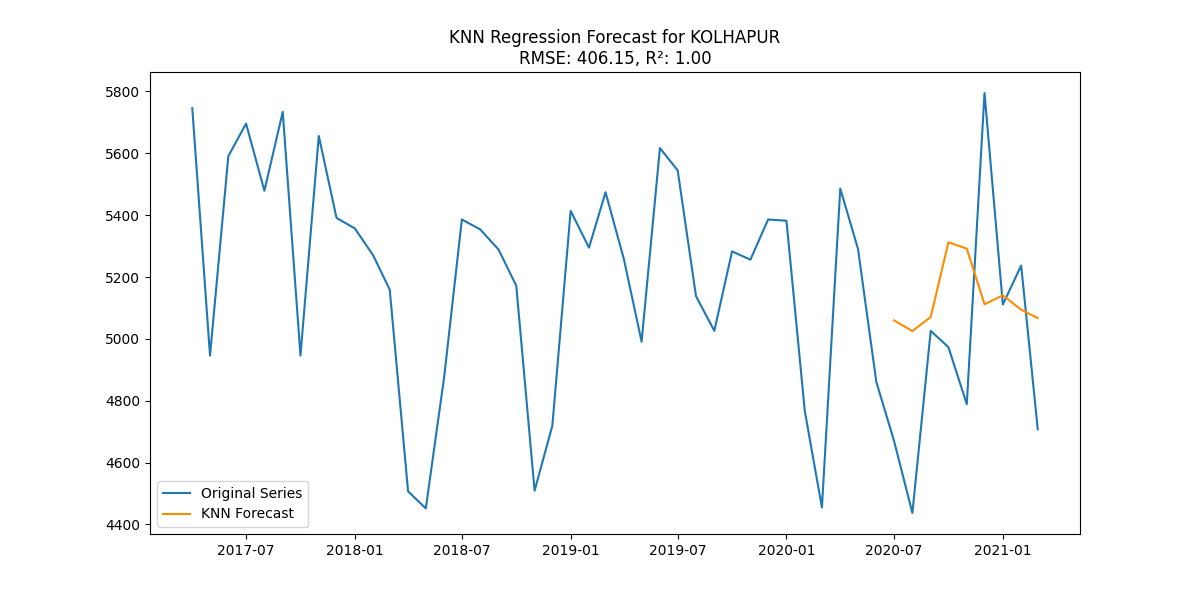 KNN Regression Forecast for KOLHAPUR
RMSE: 406.15, R²: 1.00
5800
5600
5400
5200
5000
4800
4600
4400
Original Series
KNN Forecast
2017-07 2018-01 2018-07 2019-01 2019-07 2020-01 2020-07 2021-01